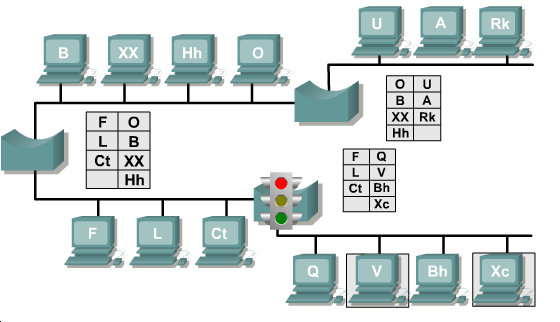 U A Rk
B XX Hh O
O U
B A
XX Rk
Hh
F O
L B
Ct XX
Hh
F Q
L V
Ct Bh
Xc
F L Ct
Q V Bh Xc